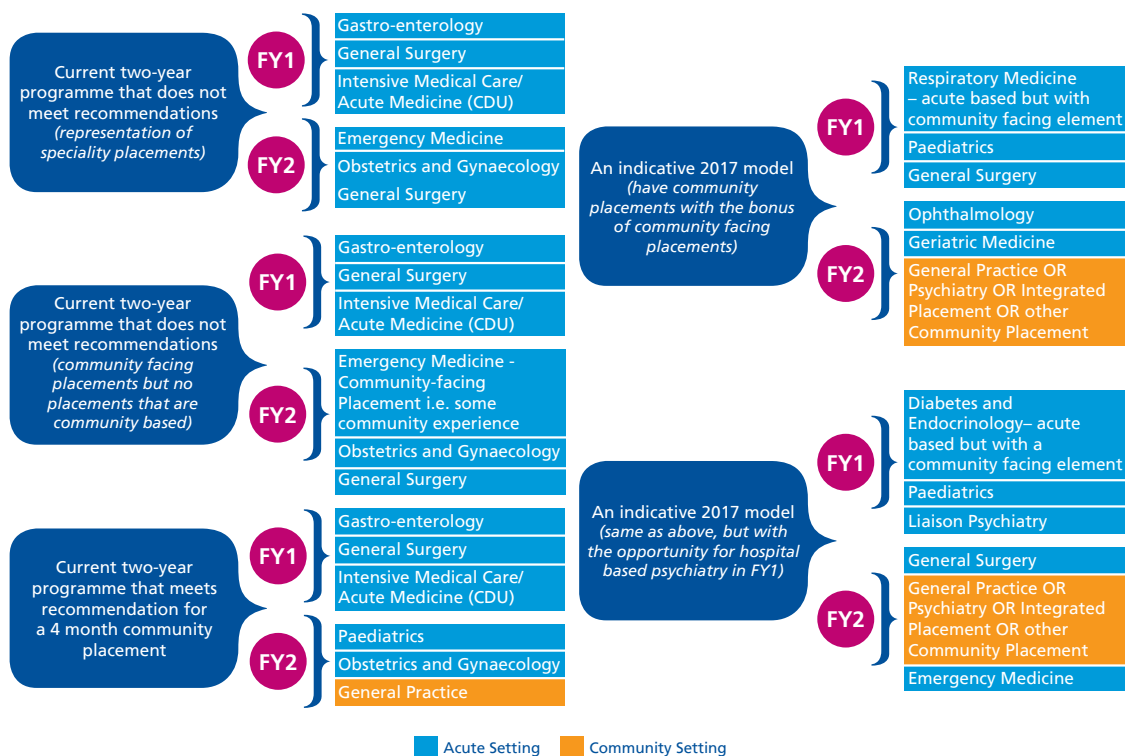 Current two-year
programme that does not
meet recommendations
(representation of
speciality placements)
FY1
Gastro-enterology
General Surgery
Intensive Medical Care/
Acute Medicine (CDU)
FY2
Emergency Medicine
Obstetrics and Gynaecology
General Surgery
Current two-year
programme that does not
meet recommendations
(community facing
placements but no
placements that are
community based)
FY1
Gastro-enterology
General Surgery
Intensive Medical Care/
Acute Medicine (CDU)
FY2
Emergency Medicine -
Community-facing
Placement i.e. some
community experience
Obstetrics and Gynaecology
General Surgery
Current two-year
programme that meets
recommendation for
a 4 month community
placement
FY1
Gastro-enterology
General Surgery
Intensive Medical Care/
Acute Medicine (CDU)
FY2
Paediatrics
Obstetrics and Gynaecology
General Practice
An indicative 2017 model
(have community
placements with the bonus
of community facing
placements)
FY1
Respiratory Medicine
– acute based but with
community facing element
Paediatrics
General Surgery
FY2
Ophthalmology
Geriatric Medicine
General Practice OR
Psychiatry OR Integrated
Placement OR other
Community Placement
An indicative 2017 model
(same as above, but with
the opportunity for hospital
based psychiatry in FY1)
FY1
Diabetes and
Endocrinology– acute
based but with a
community facing element
Paediatrics
Liaison Psychiatry
FY2
General Surgery
General Practice OR
Psychiatry OR Integrated
Placement OR other
Community Placement
Emergency Medicine
Acute Setting
Community Setting